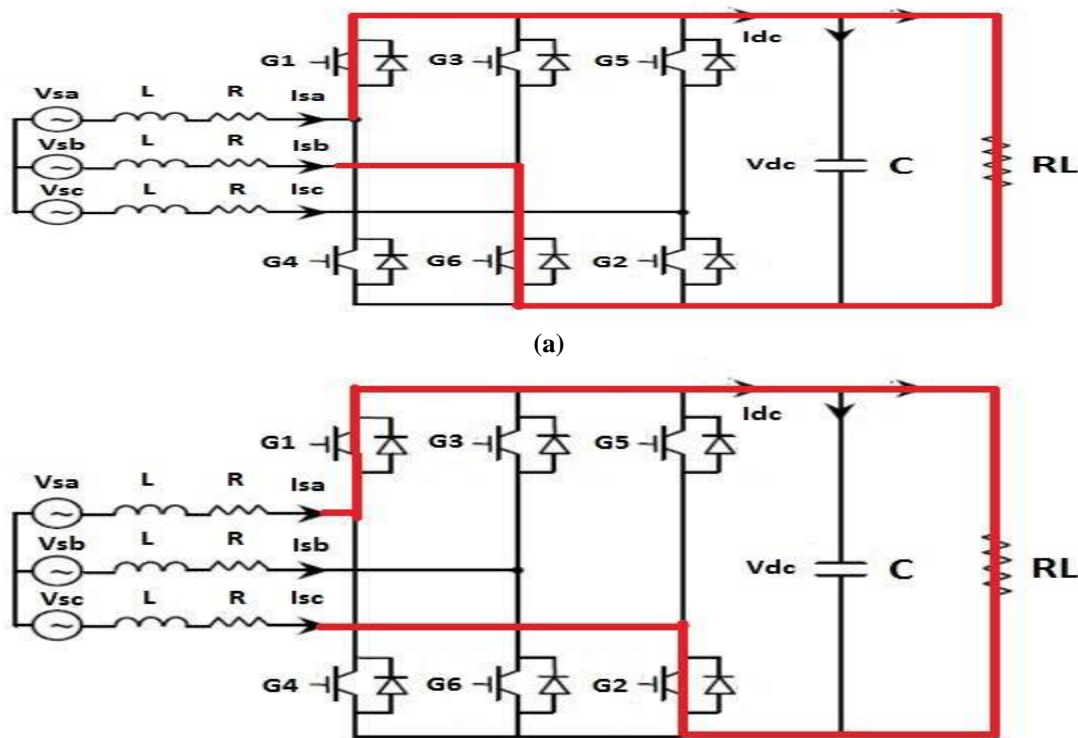 Idc
G1 G3 G5
Vsa L R Isa
Vsb L R Isb
Vdc C RL
Vsc L R Isc
G4 G6 G2
(a)
Idc
G1 G3 G5
Vsa L R Isa
Vsb L R Isb
Vdc C RL
Vsc L R Isc
G4 G6 G2